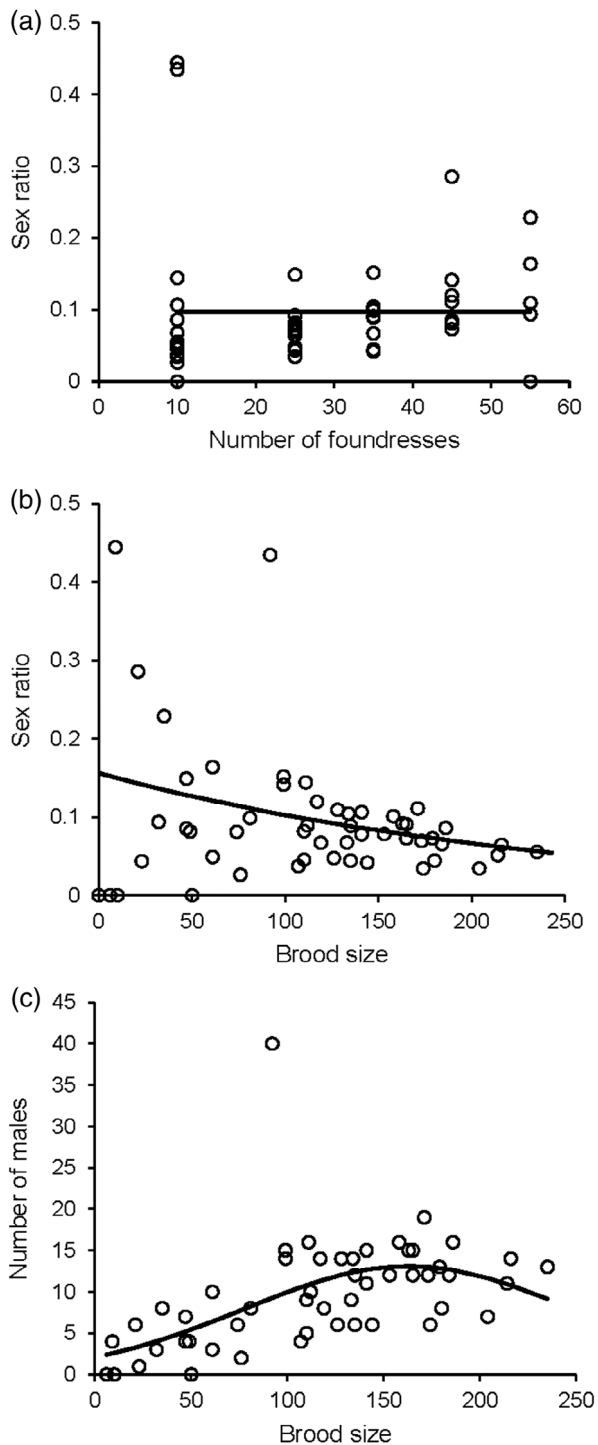 (a)
0.5
0.4
0.3
0.2
0.1
0
Sex ratio
0 10 20 30 40 50 60
Number of foundresses
(b)
0.5
0.4
0.3
0.2
0.1
0
Sex ratio
0 50 100 150 200 250
Brood size
(c)
45
40
35
30
25
20
15
10
5
0
Number of males
0 50 100 150 200 250
Brood size